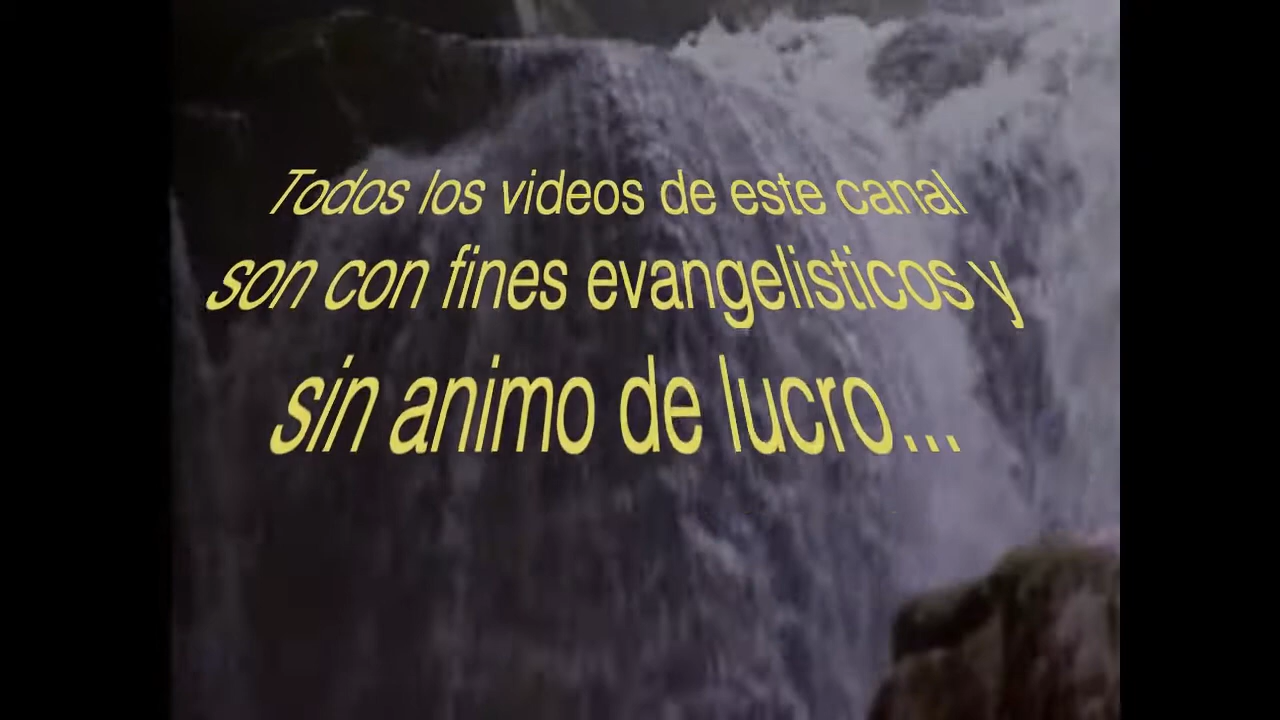 Todos los videos de este canal
son con fines evangelisticos y
sin animo de lucro...